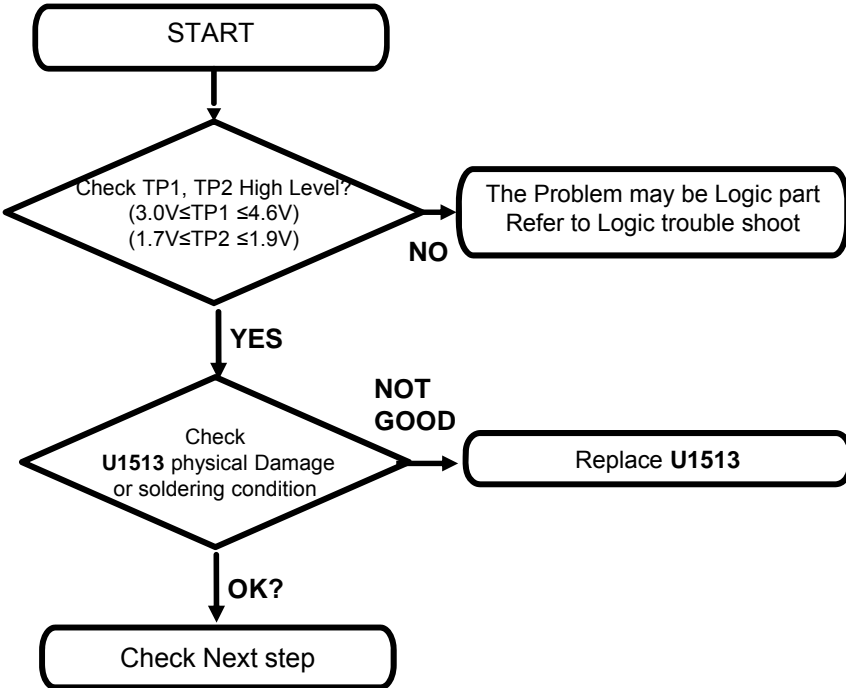 START
Check TP1, TP2 High Level?
(3.0V≤TP1 ≤4.6V)
(1.7V≤TP2 ≤1.9V)
NO
The Problem may be Logic part
Refer to Logic trouble shoot
YES
Check
U1513 physical Damage
or soldering condition
NOT
GOOD
Replace U1513
OK?
Check Next step